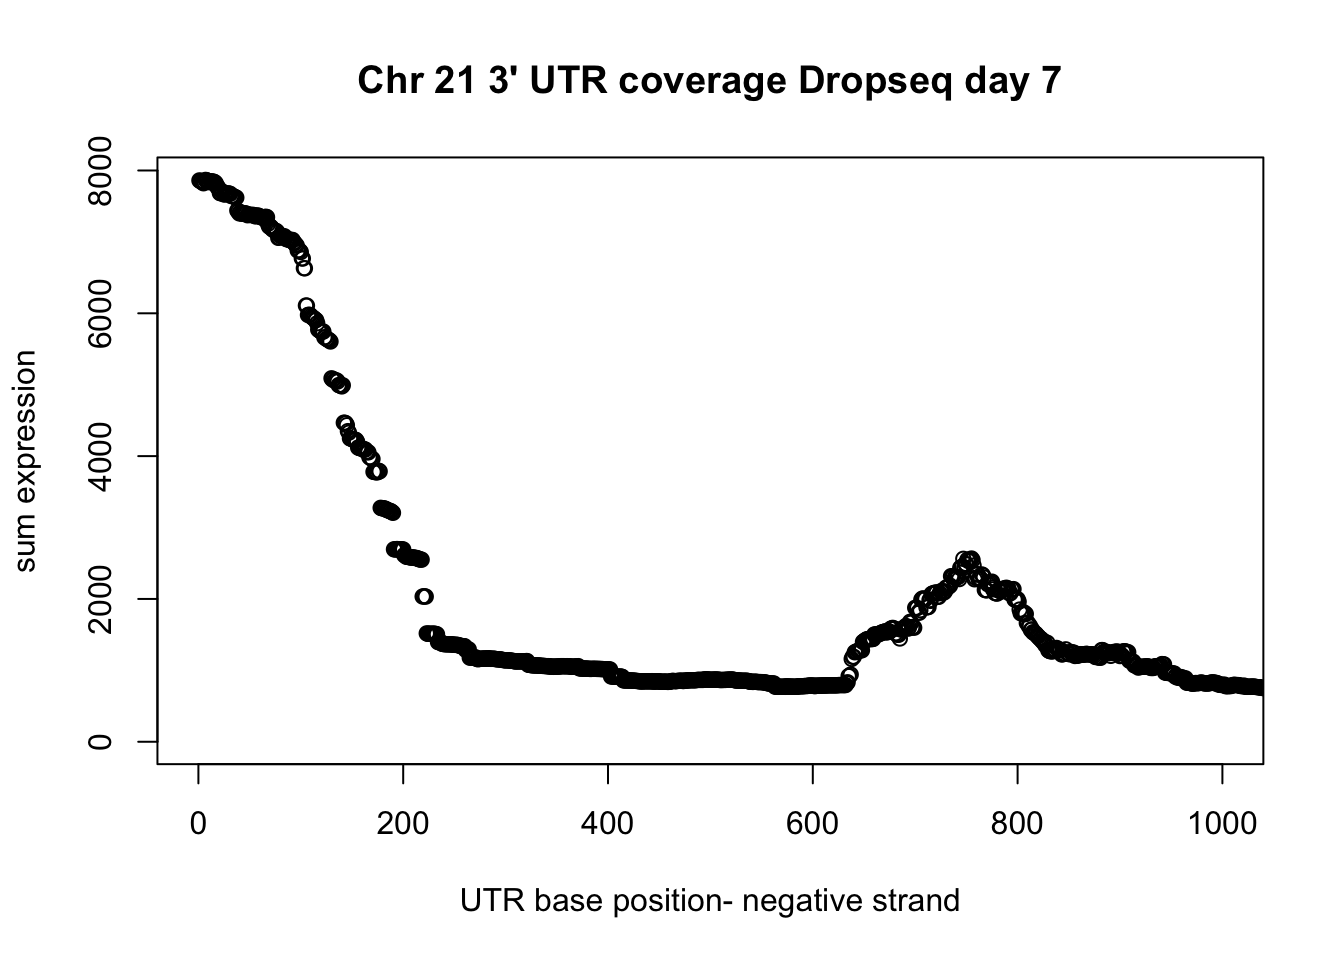 Chr 21 3' UTR coverage Dropseq day 7
sum expression
8000
6000
4000
2000
0
0 200 400 600 800 1000
UTR base position- negative strand